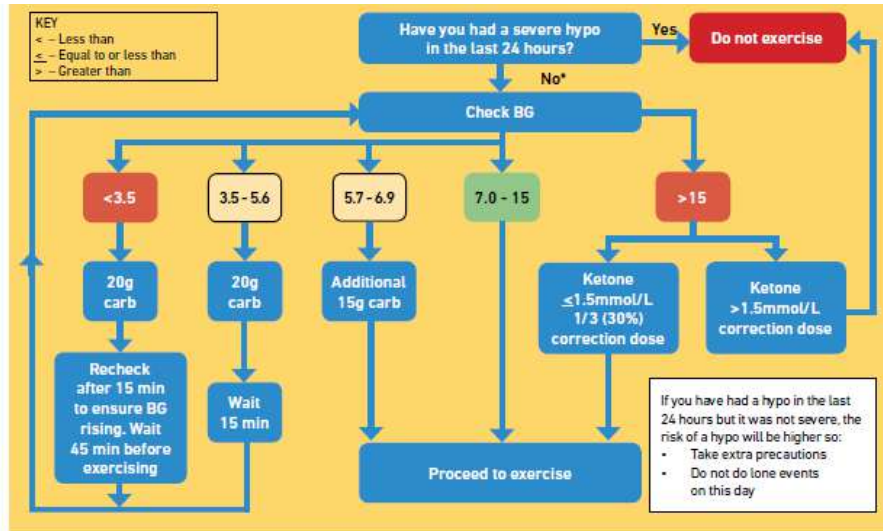 KEY
< – Less than
≤ – Equal to or less than
> – Greater than
Have you had a severe hypo
in the last 24 hours?
Yes
Do not exercise
No*
Check BG
<3.5
3.5 - 5.6
5.7 - 6.9
7.0 - 15
>15
20g
carb
20g
carb
Additional
15g carb
Ketone
≤1.5mmol/L
1/3 (30%)
correction dose
Ketone
>1.5mmol/L
correction dose
Recheck
after 15 min
to ensure BG
rising. Wait
45 min before
exercising
Wait
15 min
Proceed to exercise
If you have had a hypo in the last
24 hours but it was not severe, the
risk of a hypo will be higher so:
• Take extra precautions
• Do not do lone events
on this day